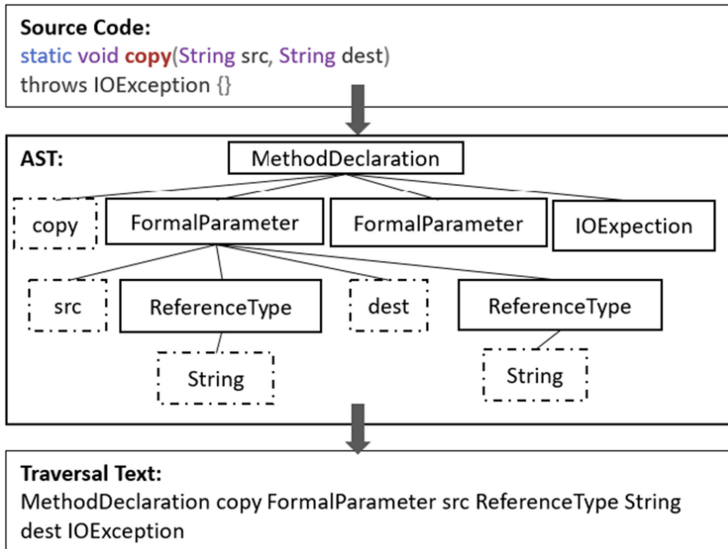 Source Code:
static void copy(String src, String dest)
throws IOException {}
AST:
MethodDeclaration
copy FormalParameter FormalParameter IOExpection
src ReferenceType dest ReferenceType
String String
Traversal Text:
MethodDeclaration copy FormalParameter src ReferenceType String
dest IOException